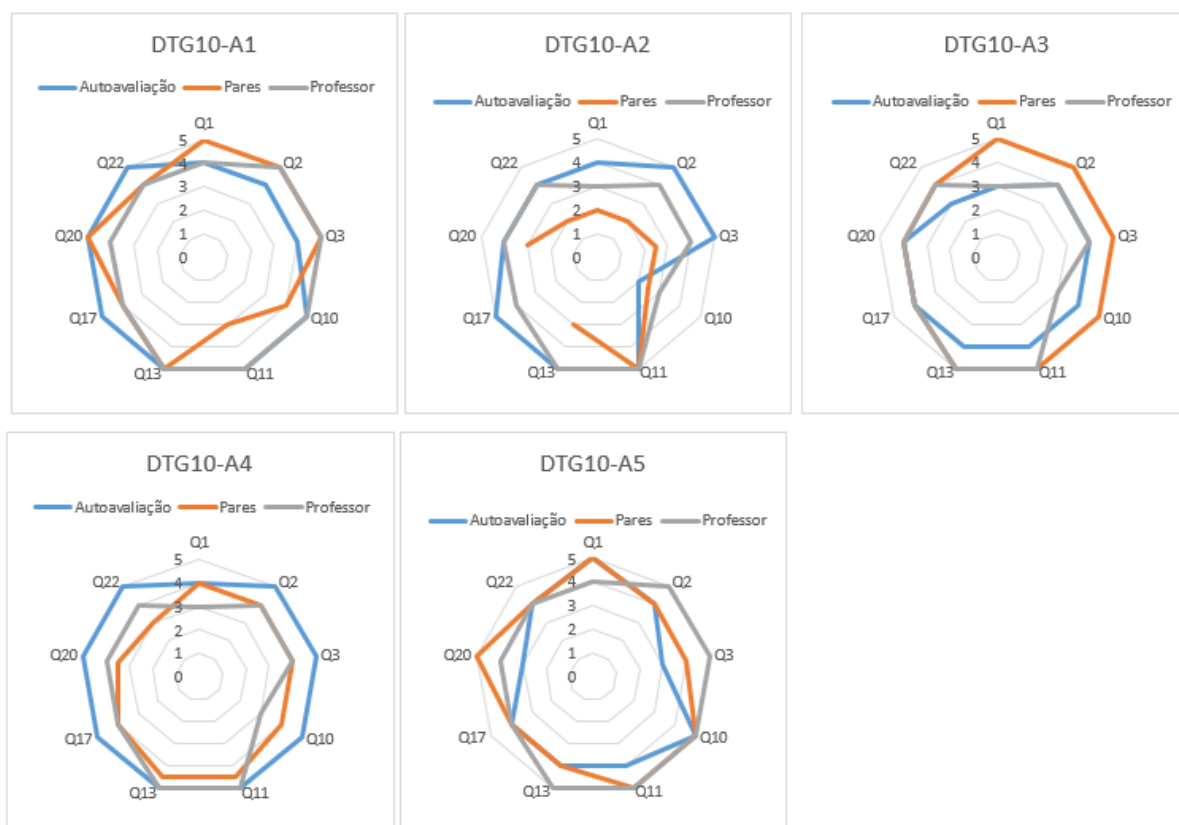 DTG10-A1
Autoavaliação Pares Professor
Q1
Q2
Q3
Q10
Q11
Q13
Q17
Q20
Q22
5
4
3
2
1
0
DTG10-A2
Autoavaliação Pares Professor
Q1
Q2
Q3
Q10
Q11
Q13
Q17
Q20
Q22
5
4
3
2
1
0
DTG10-A3
Autoavaliação Pares Professor
Q1
Q2
Q3
Q10
Q11
Q13
Q17
Q20
Q22
5
4
3
2
1
0
DTG10-A4
Autoavaliação Pares Professor
Q1
Q2
Q3
Q10
Q11
Q13
Q17
Q20
Q22
5
4
3
2
1
0
DTG10-A5
Autoavaliação Pares Professor
Q1
Q2
Q3
Q10
Q11
Q13
Q17
Q20
Q22
5
4
3
2
1
0